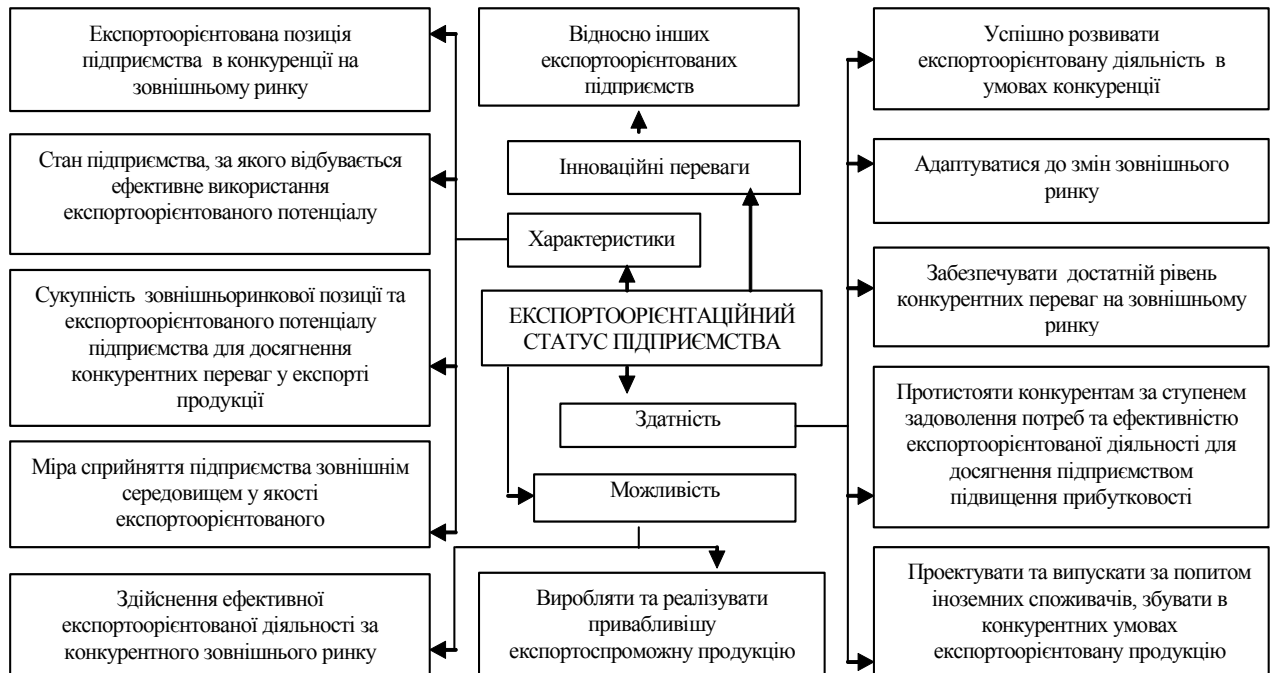 Експортоорієнтована позиція
підприємства в конкуренції на
зовнішньому ринку
Стан підприємства, за якого відбувається
ефективне використання
експортоорієнтованого потенціалу
Сукупність зовнішньоринкової позиції та
експортоорієнтованого потенціалу
підприємства для досягнення
конкурентних переваг у експорті
продукції
Міра сприйняття підприємства зовнішнім
середовищем у якості
експортоорієнтованого
Здійснення ефективної
експортоорієнтованої діяльності за
конкурентного зовнішнього ринку
Відносно інших
експортоорієнтованих
підприємств
Інноваційні переваги
Характеристики
ЕКСПОРТООРІЄНТАЦІЙНИЙ
СТАТУС ПІДПРИЄМСТВА
Здатність
Можливість
Виробляти та реалізувати
привабливішу
експортоспроможну продукцію
Успішно розвивати
експортоорієнтовану діяльність в
умовах конкуренції
Адаптуватися до змін зовнішнього
ринку
Забезпечувати достатній рівень
конкурентних переваг на зовнішньому
ринку
Протистояти конкурентам за ступенем
задоволення потреб та ефективністю
експортоорієнтованої діяльності для
досягнення підприємством
підвищення прибутковості
Проектувати та випускати за попитом
іноземних споживачів, збувати в
конкурентних умовах
експортоорієнтовану продукцію